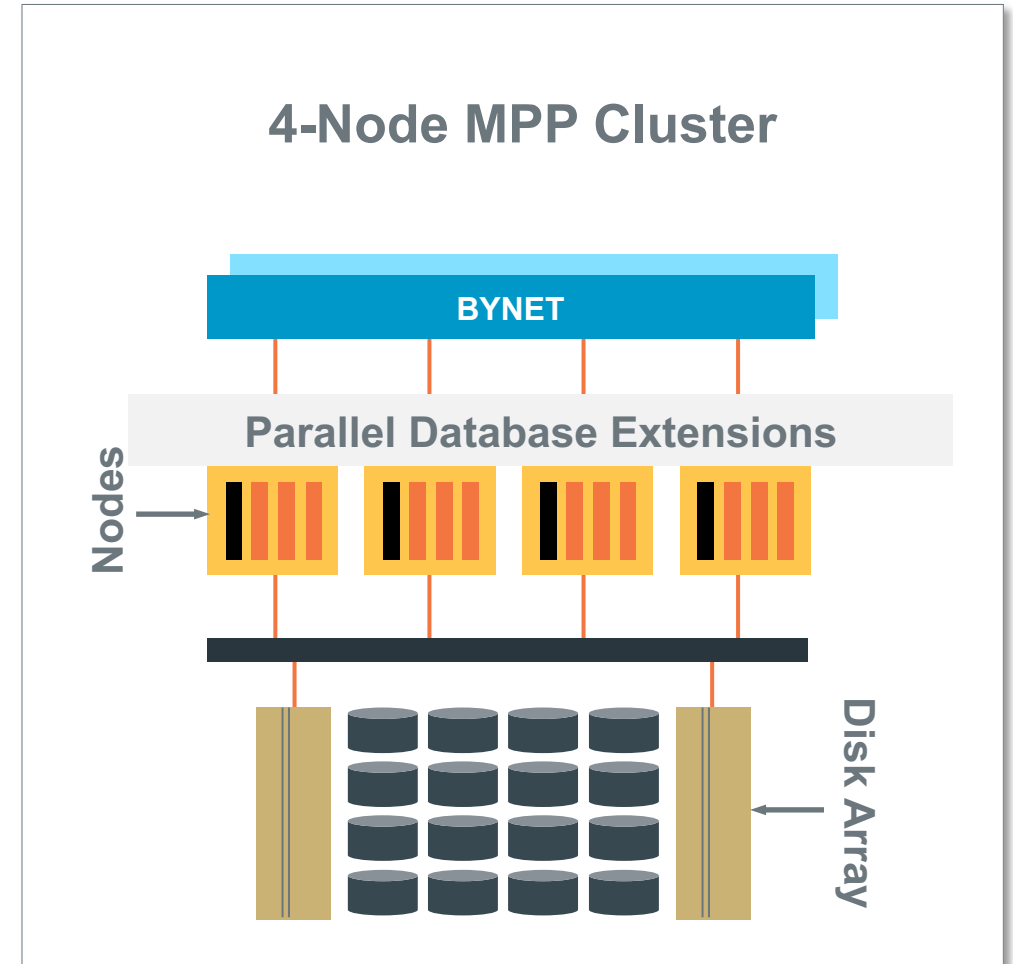 4-Node MPP Cluster
BYNET
Parallel Database Extensions
Nodes
Disk Array